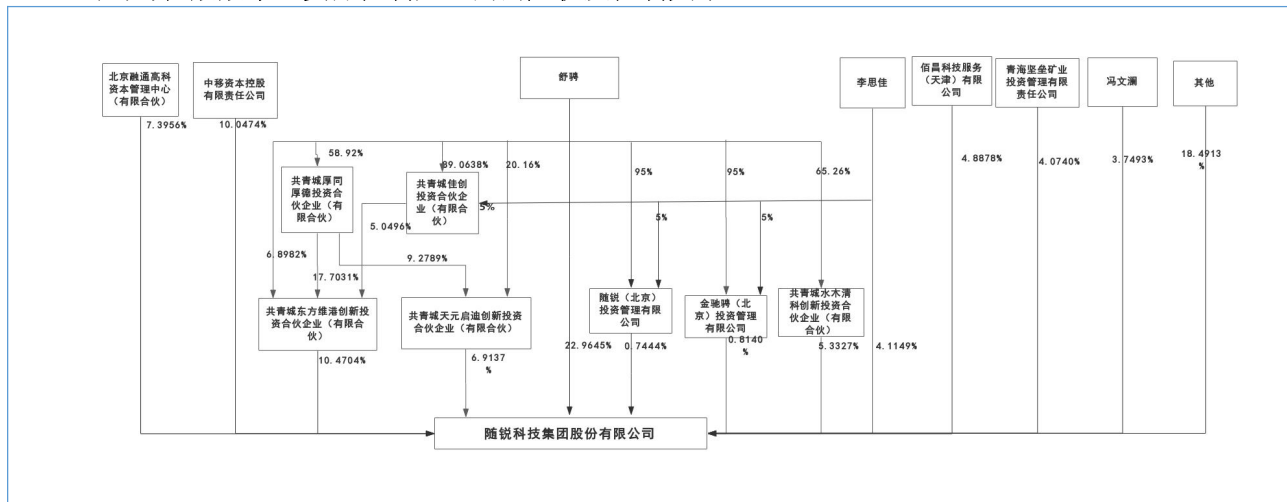 北京融通高科
资本管理中心
（有限合伙）
中移资本控股
有限责任公司
舒骋
李思佳
佰昌科技服务
（天津）有限
公司
青海坚垒矿业
投资管理有限
责任公司
冯文澜
其他
7.3956%
10.0474%
58.92%
89.0638%
20.16%
95%
95%
65.26%
4.8878%
4.0740%
3.7493%
18.4913
%
共青城厚同
厚德投资合
伙企业（有
限合伙）
共青城佳创
投资合伙企
业（有限合
伙）
5%
5.0496%
5%
5%
6.8982%
17.7031%
9.2789%
共青城东方维港创新投
资合伙企业（有限合
伙）
共青城天元启迪创新投资
合伙企业（有限合伙）
随锐（北京）
投资管理有限
公司
金驰骋（北
京）投资管理
有限公司
共青城水木清
科创新投资合
伙企业（有限
合伙）
10.4704%
6.9137
%
22.9645%
0.7444%
0.8140
%
5.3327%
4.1149%
随锐科技集团股份有限公司